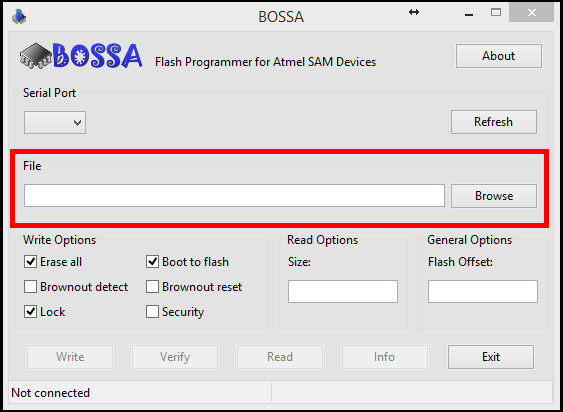 BOSSA
BOSSA Flash Programmer for Atmel SAM Devices About
Serial Port
Refresh
File
Browse
Write Options Read Options General Options
Erase all Boot to flash Size: Flash Offset:
Brownout detect Brownout reset
Lock Security
Write Verify Read Info Exit
Not connected